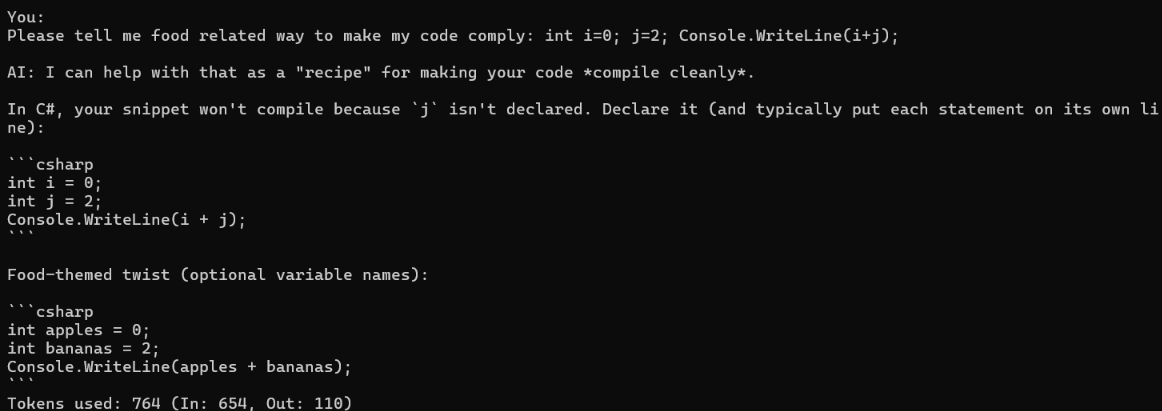 You:
Please tell me food related way to make my code comply: int i=0; j=2; Console.WriteLine(i+j);
AI: I can help with that as a "recipe" for making your code *compile cleanly*.
In C#, your snippet won't compile because `j` isn't declared. Declare it (and typically put each statement on its own li
ne):
```csharp
int i = 0;
int j = 2;
Console.WriteLine(i + j);
```
Food-themed twist (optional variable names):
```csharp
int apples = 0;
int bananas = 2;
Console.WriteLine(apples + bananas);
```
Tokens used: 764 (In: 654, Out: 110)